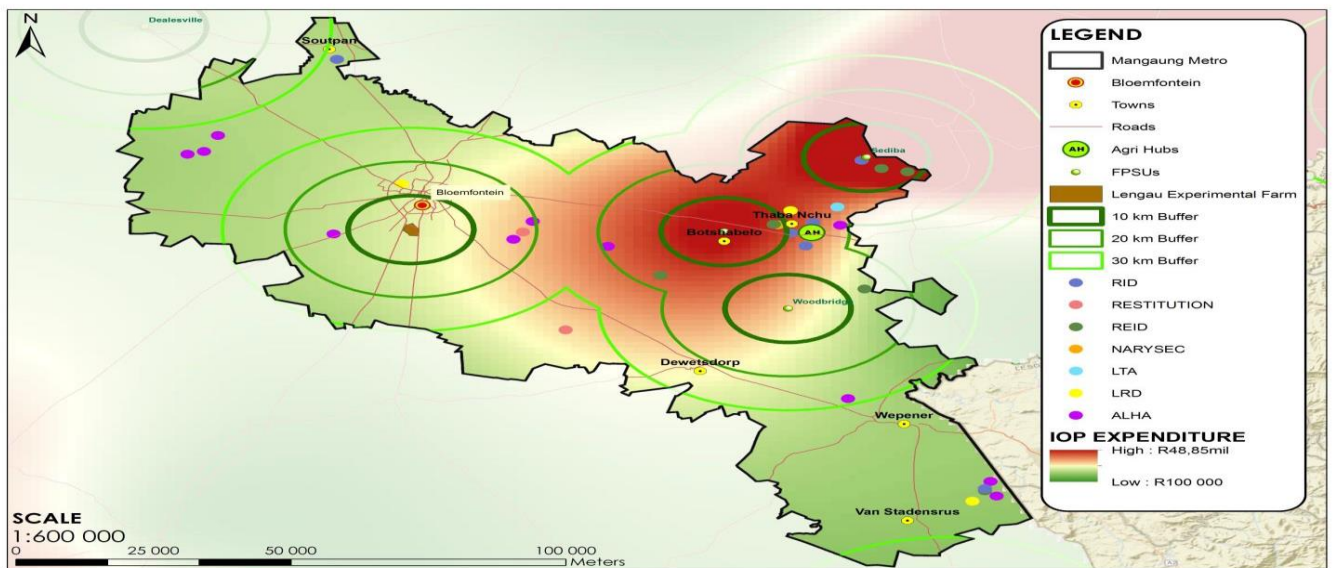 N
Dealesville
Soutpan
Sediba
Bloemfontein
Thaba Nchu
AH
Botshabelo
Woodbridg
Dewetsdorp
Wepener
Van Stadensrus
SCALE
1:600 000
0 25 000 50 000 100 000
Meters
LEGEND
Mangaung Metro
Bloemfontein
Towns
Roads
AH Agri Hubs
FPSUs
Lengau Experimental Farm
10 km Buffer
20 km Buffer
30 km Buffer
RID
RESTITUTION
REID
NARYSEC
LTA
LRD
ALHA
IOP EXPENDITURE
High : R48,85mil
Low : R100 000